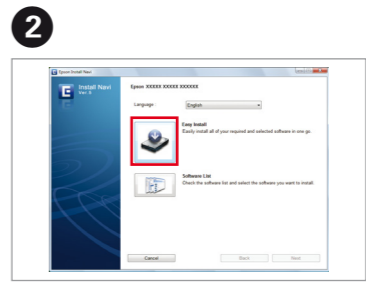 2
Epson Install Navi
Install Navi
Ver. 3
Epson XXXXX XXXXX XXXXXX
Language:
English
Easy Install
Easily install all of your required and selected software in one go.
Software List
Check the software list and select the software you want to install.
Cancel
Back
Next